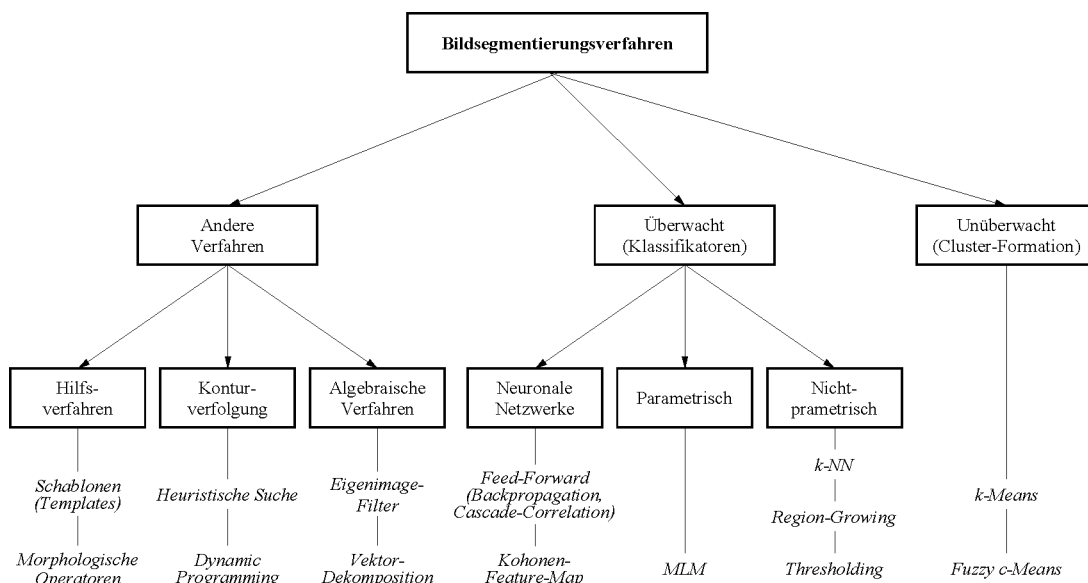 Bildsegmentierungsverfahren
Andere
Verfahren
Überwacht
(Klassifikatoren)
Unüberwacht
(Cluster-Formation)
Hilfs-
verfahren
Kontur-
verfolgung
Algebraische
Verfahren
Neuronale
Netzwerke
Parametrisch
Nicht-
prametrisch
Schablonen
(Templates)
Morphologische
Operatoren
Heuristische Suche
Dynamic
Programming
Eigenimage-
Filter
Vektor-
Dekomposition
Feed-Forward
(Backpropagation,
Cascade-Correlation)
Kohonen-
Feature-Map
MLM
k-NN
Region-Growing
Thresholding
k-Means
Fuzzy c-Means